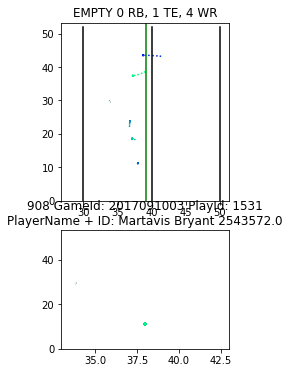 EMPTY 0 RB, 1 TE, 4 WR
50
40
30
20
10
0
30 35 40 45 50
908 GameId: 2017091003 PlayId: 1531
PlayerName + ID: Martavis Bryant 2543572.0
40
20
0
35.0 37.5 40.0 42.5